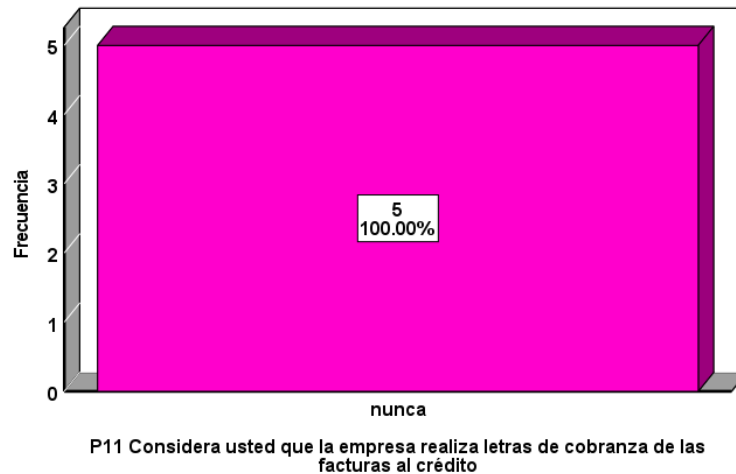 5
4
3
2
1
0
Frecuencia
5
100.00%
nunca
P11 Considera usted que la empresa realiza letras de cobranza de las
facturas al crédito